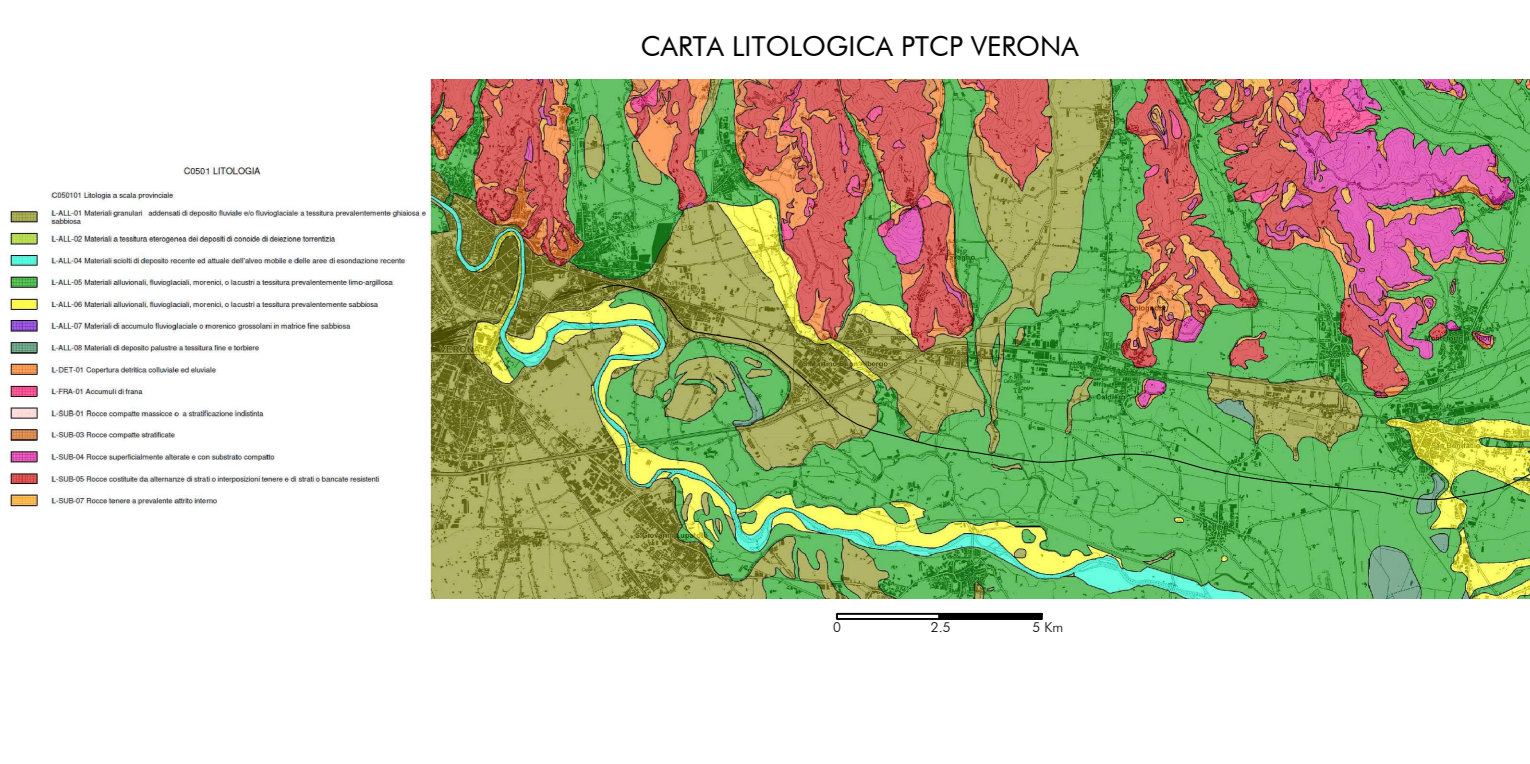 CARTA LITOLOGICA PTCP VERONA
C0501 LITOLOGIA
C050101 Litologia a scala provinciale
L-ALL-01 Materiali granulari addensati di deposito fluviale e/o fluvioglaciale a tessitura prevalentemente ghiaiosa e
sabbiosa
L-ALL-02 Materiali a tessitura eterogenea dei depositi di conoide di deiezione torrentizia
L-ALL-04 Materiali sciolti di deposito recente ed attuale dell'alveo mobile e delle aree di esondazione recente
L-ALL-05 Materiali alluvionali, fluvioglaciali, morenici, o lacustri a tessitura prevalentemente limo-argillosa
L-ALL-06 Materiali alluvionali, fluvioglaciali, morenici, o lacustri a tessitura prevalentemente sabbiosa
L-ALL-07 Materiali di accumulo fluvioglaciale o morenico grossolani in matrice fine sabbiosa
L-ALL-08 Materiali di deposito palustre a tessitura fine e torbiere
L-DET-01 Copertura detritica colluviale ed eluviale
L-FRA-01 Accumuli di frana
L-SUB-01 Rocce compatte massicce o a stratificazione indistinta
L-SUB-03 Rocce compatte stratificate
L-SUB-04 Rocce superficialmente alterate e con substrato compatto
L-SUB-05 Rocce costituite da alternanze di strati o interposizioni tenere e di strati o bancate resistenti
L-SUB-07 Rocce tenere a prevalente attrito interno
0 2.5 5 Km